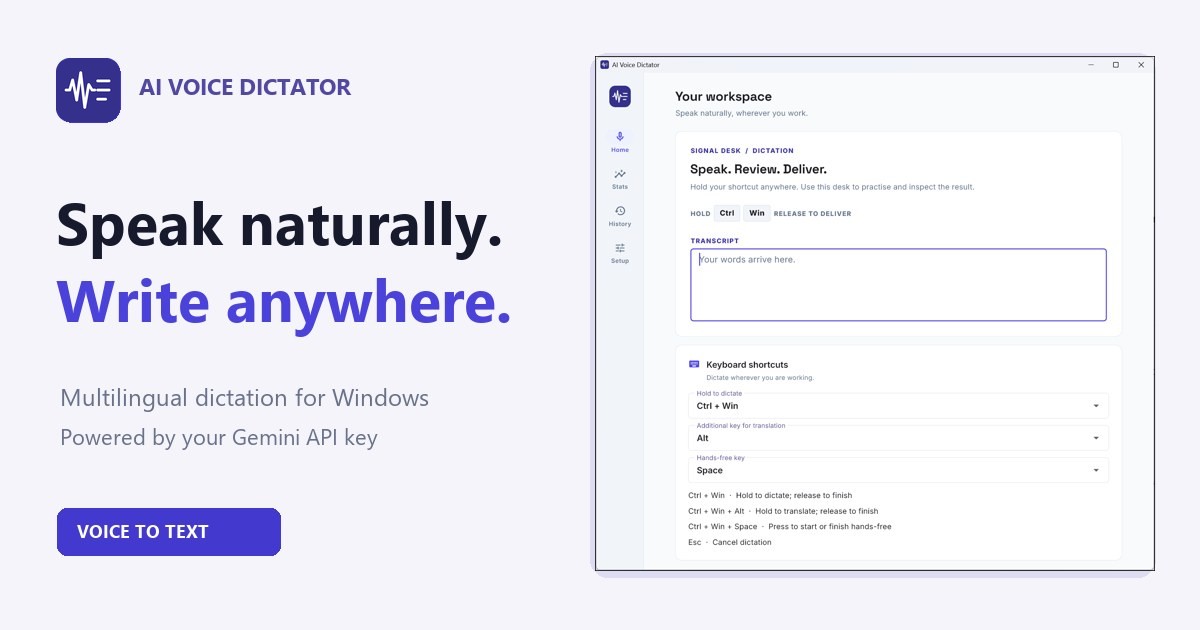 AI VOICE DICTATOR
Speak naturally.
Write anywhere.
Multilingual dictation for Windows
Powered by your Gemini API key
VOICE TO TEXT
AI Voice Dictator
Home
Stats
History
Setup
Your workspace
Speak naturally, wherever you work.
SIGNAL DESK / DICTATION
Speak. Review. Deliver.
Hold your shortcut anywhere. Use this desk to practise and inspect the result.
HOLD Ctrl Win RELEASE TO DELIVER
TRANSCRIPT
Your words arrive here.
Keyboard shortcuts
Dictate wherever you are working.
Hold to dictate
Ctrl + Win
Additional key for translation
Alt
Hands-free key
Space
Ctrl + Win · Hold to dictate; release to finish
Ctrl + Win + Alt · Hold to translate; release to finish
Ctrl + Win + Space · Press to start or finish hands-free
Esc · Cancel dictation